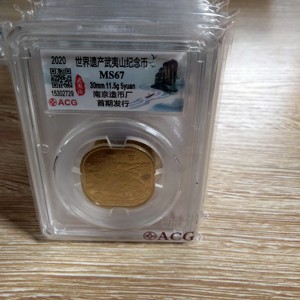 2020 世界遗产武夷山纪念币
MS67
30mm 11.5g 5yuan
15302729 南京造币厂
ACG 首期发行
ACG